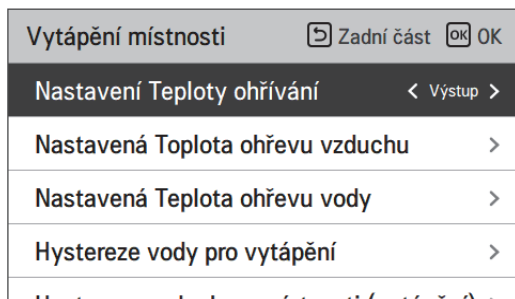 Vytápění místnosti Zadní část OK OK
Nastavení Teploty ohřívání < Výstup >
Nastavená Toplota ohřevu vzduchu >
Nastavená Teplota ohřevu vody >
Hystereze vody pro vytápění >